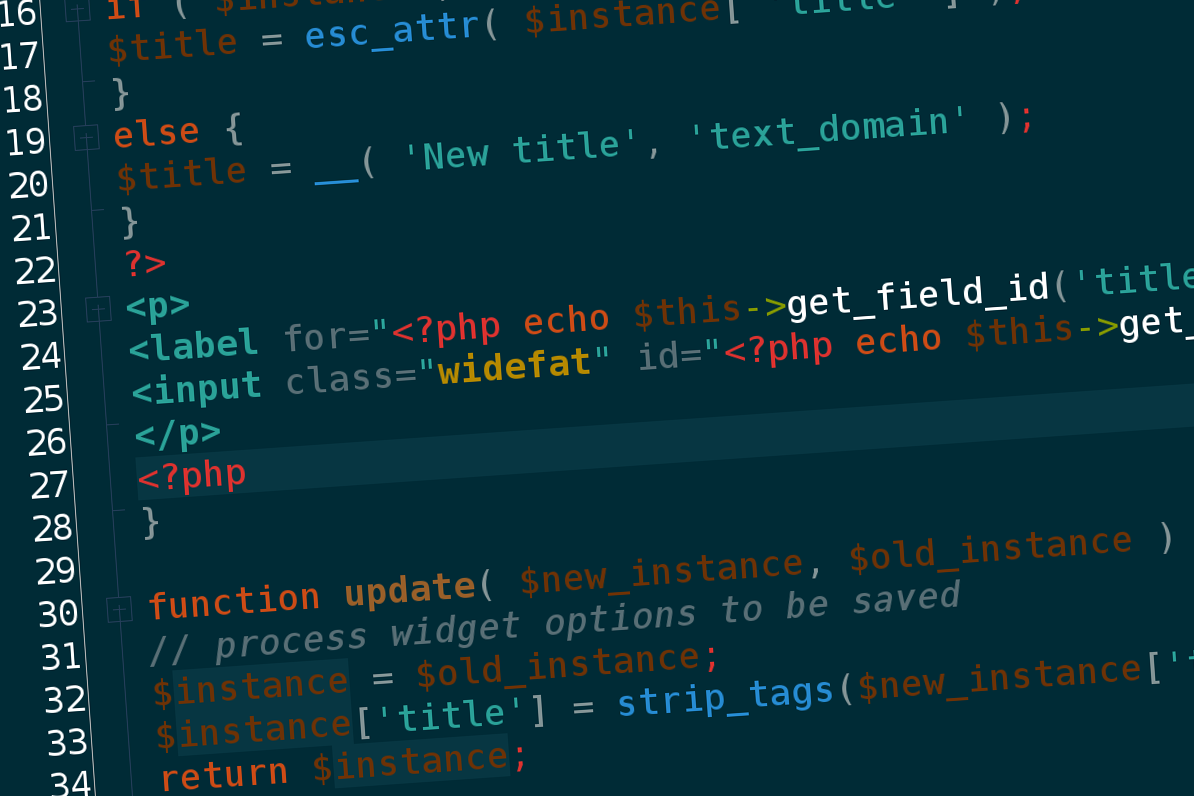 16 if ( $instance[
17 $title = esc_attr( $instance[ 'title' ] );
18 }
19 else {
20 $title = __( 'New title', 'text_domain' );
21 }
22 ?>
23 <p>
24 <label for="<?php echo $this->get_field_id('title
25 <input class="widefat" id="<?php echo $this->get_
26 </p>
27 <?php
28 }
29
30 function update( $new_instance, $old_instance )
31 // process widget options to be saved
32 $instance = $old_instance;
33 $instance['title'] = strip_tags($new_instance['t
34 return $instance;